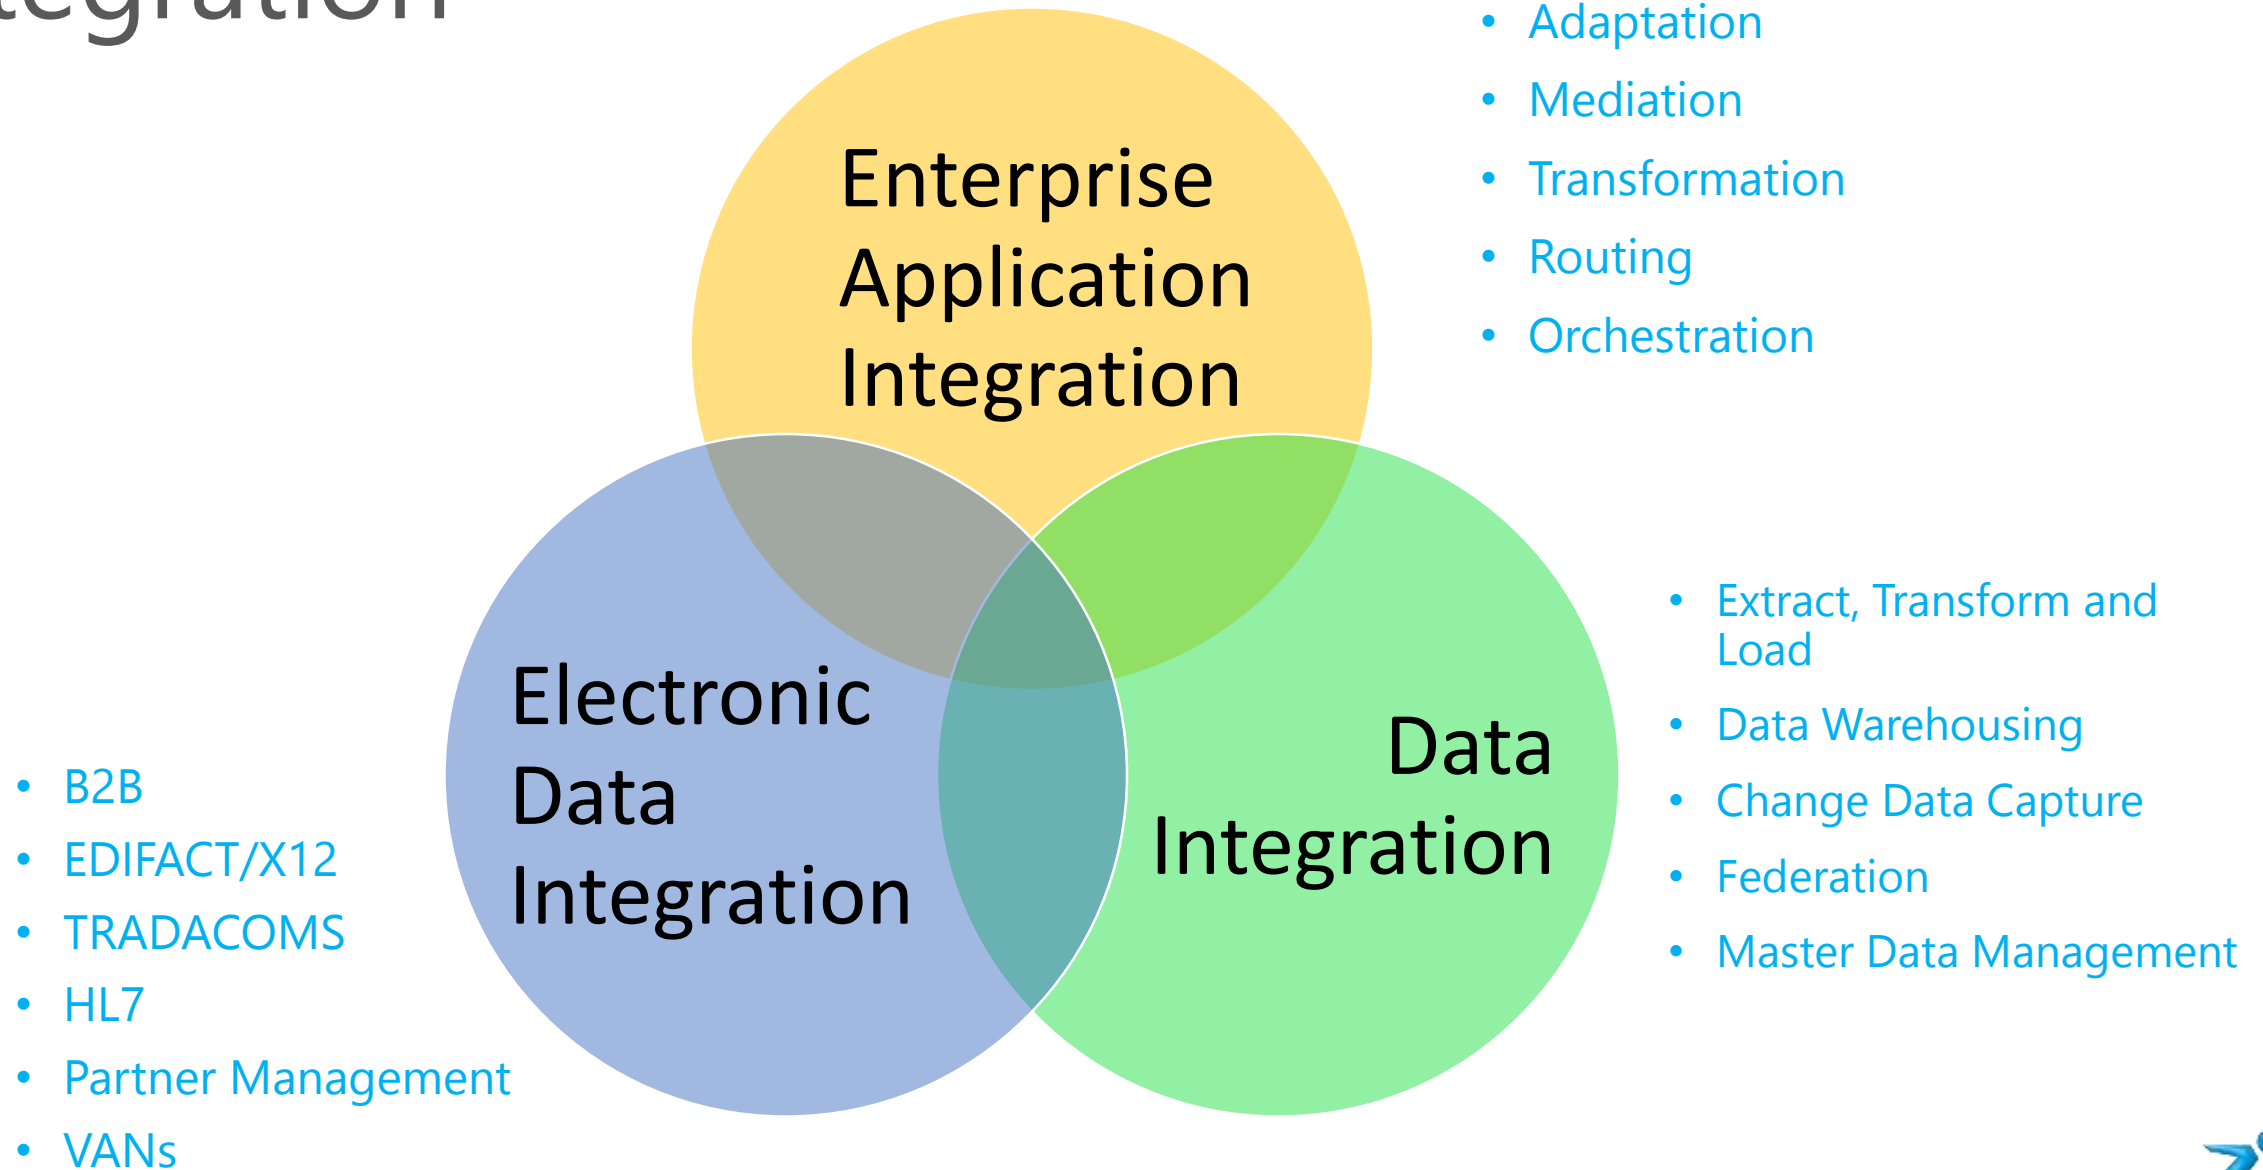 tegration
• Adaptation
• Mediation
• Transformation
• Routing
• Orchestration
Enterprise
Application
Integration
Electronic
Data
Integration
Data
Integration
• Extract, Transform and
Load
• Data Warehousing
• Change Data Capture
• Federation
• Master Data Management
• B2B
• EDIFACT/X12
• TRADACOMS
• HL7
• Partner Management
• VANs